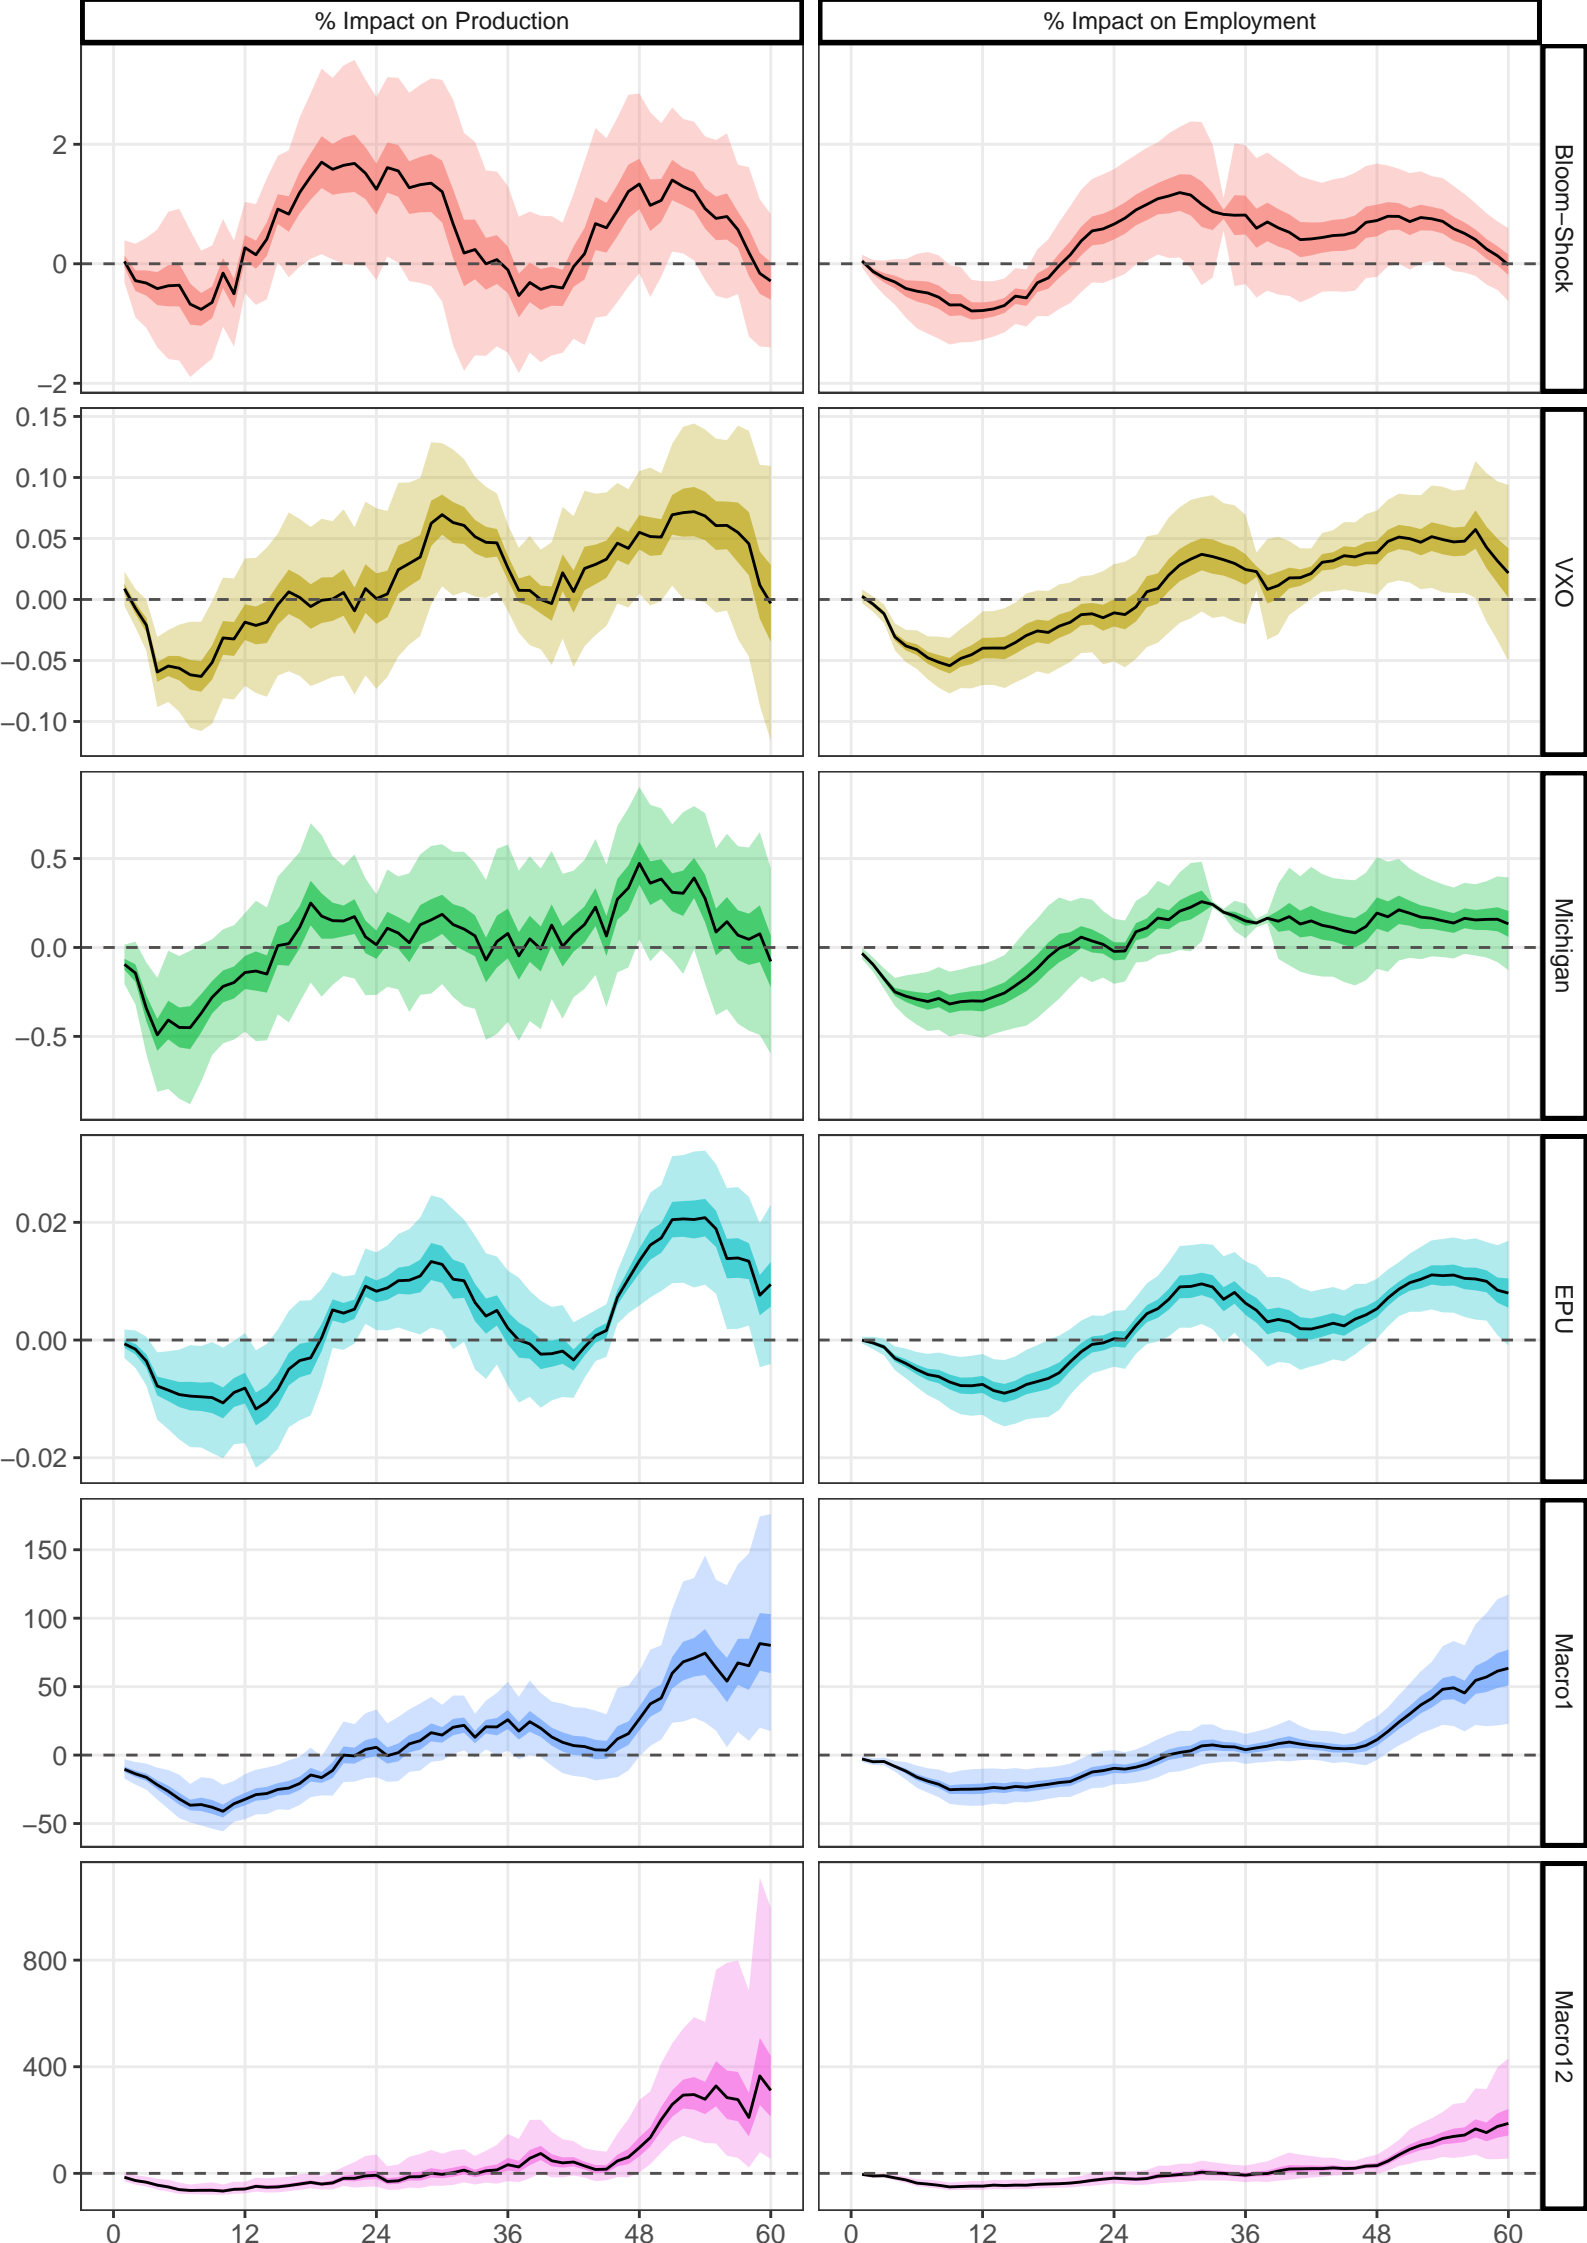 % Impact on Production
% Impact on Employment
2
0
−2
Bloom−Shock
0.15
0.10
0.05
0.00
−0.05
−0.10
VXO
0.5
0.0
−0.5
Michigan
0.02
0.00
−0.02
EPU
150
100
50
0
−50
Macro1
800
400
0
Macro12
0 12 24 36 48 60
0 12 24 36 48 60